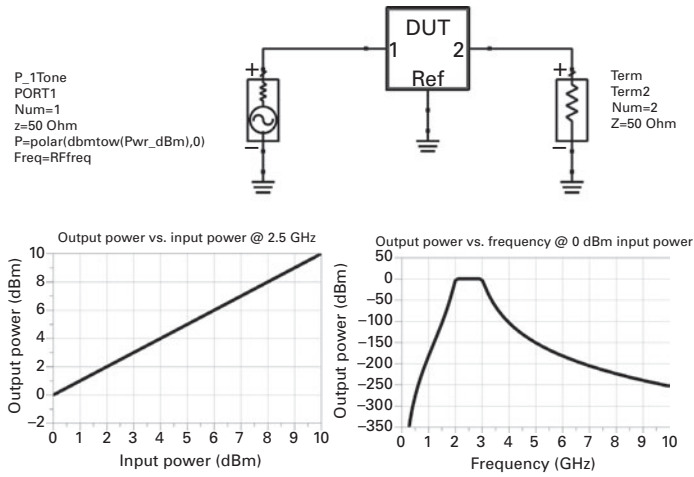 DUT
1 2
Ref
+
−
P_1Tone
PORT1
Num=1
z=50 Ohm
P=polar(dbmtow(Pwr_dBm),0)
Freq=RFfreq
+
−
Term
Term2
Num=2
Z=50 Ohm
Output power vs. input power @ 2.5 GHz
Output power (dBm)
10
8
6
4
2
0
−2
0 1 2 3 4 5 6 7 8 9 10
Input power (dBm)
Output power vs. frequency @ 0 dBm input power
Output power (dBm)
50
0
−50
−100
−150
−200
−250
−300
−350
0 1 2 3 4 5 6 7 8 9 10
Frequency (GHz)